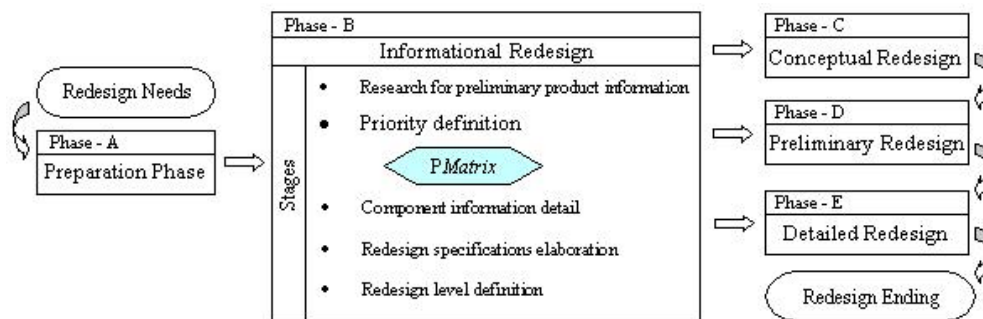 Redesign Needs
Phase - A
Preparation Phase
Phase - B
Informational Redesign
Stages
• Research for preliminary product information
• Priority definition
PMatrix
• Component information detail
• Redesign specifications elaboration
• Redesign level definition
Phase - C
Conceptual Redesign
Phase - D
Preliminary Redesign
Phase - E
Detailed Redesign
Redesign Ending